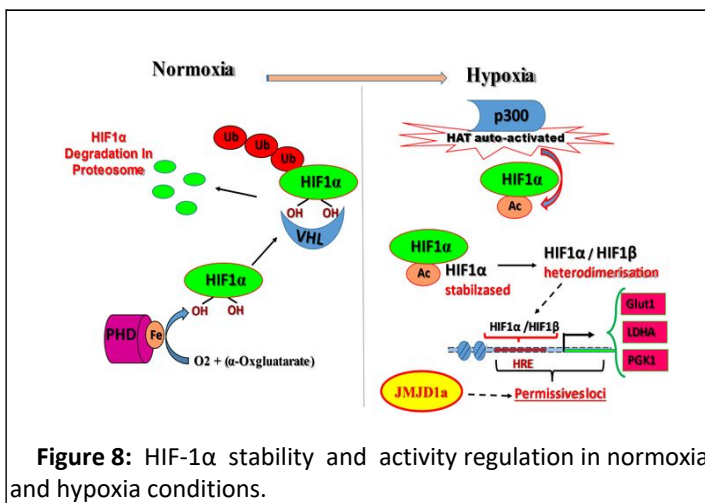 Normoxia
Hypoxia
HIF1α
Degradation In
Proteosome
Ub
Ub
Ub
HIF1α
OH
OH
VHL
HIF1α
OH
OH
PHD
Fe
O2 + (α-Oxgluatarate)
p300
HAT auto-activated
HIF1α
Ac
HIF1α
Ac
HIF1α
stabilzased
HIF1α / HIF1β
heterodimerisation
HIF1α /HIF1β
HRE
Glut1
LDHA
PGK1
JMJD1a
Permissivesloci
Figure 8: HIF-1α stability and activity regulation in normoxia
and hypoxia conditions.